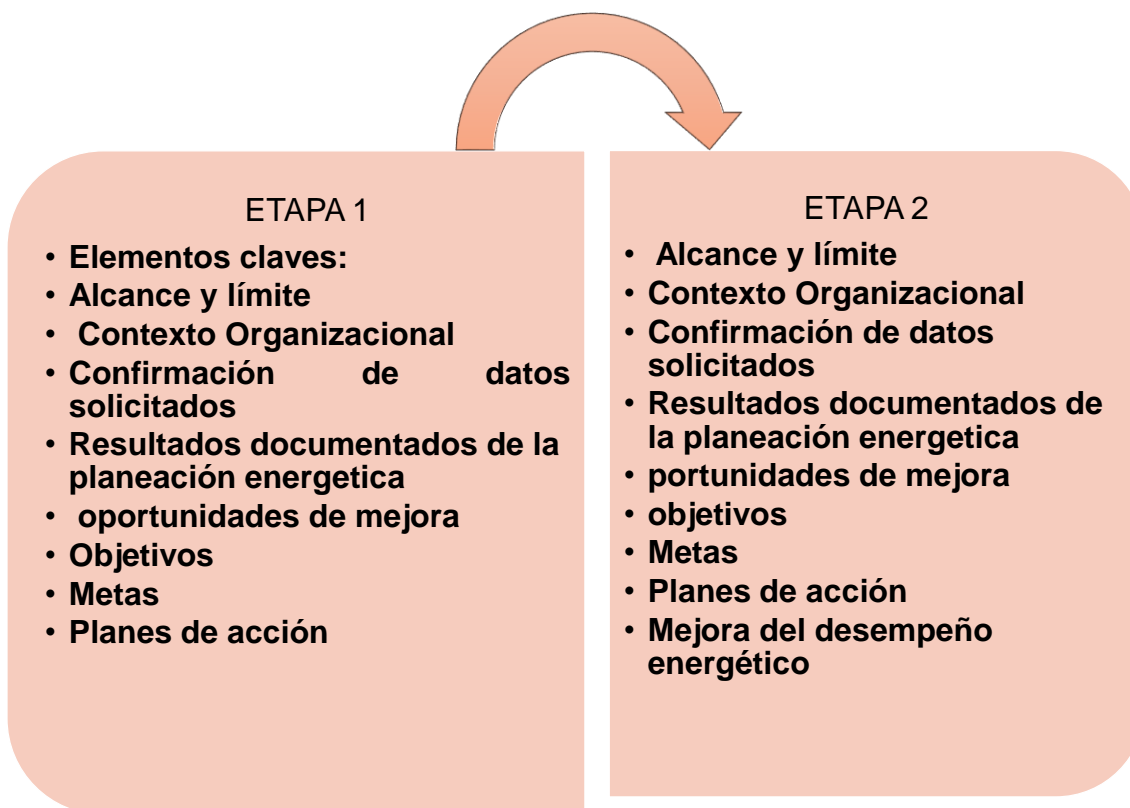 ETAPA 1
• Elementos claves:
• Alcance y límite
• Contexto Organizacional
• Confirmación de datos
solicitados
• Resultados documentados de la
planeación energetica
• oportunidades de mejora
• Objetivos
• Metas
• Planes de acción
ETAPA 2
• Alcance y límite
• Contexto Organizacional
• Confirmación de datos
solicitados
• Resultados documentados de
la planeación energetica
• portunidades de mejora
• objetivos
• Metas
• Planes de acción
• Mejora del desempeño
energético